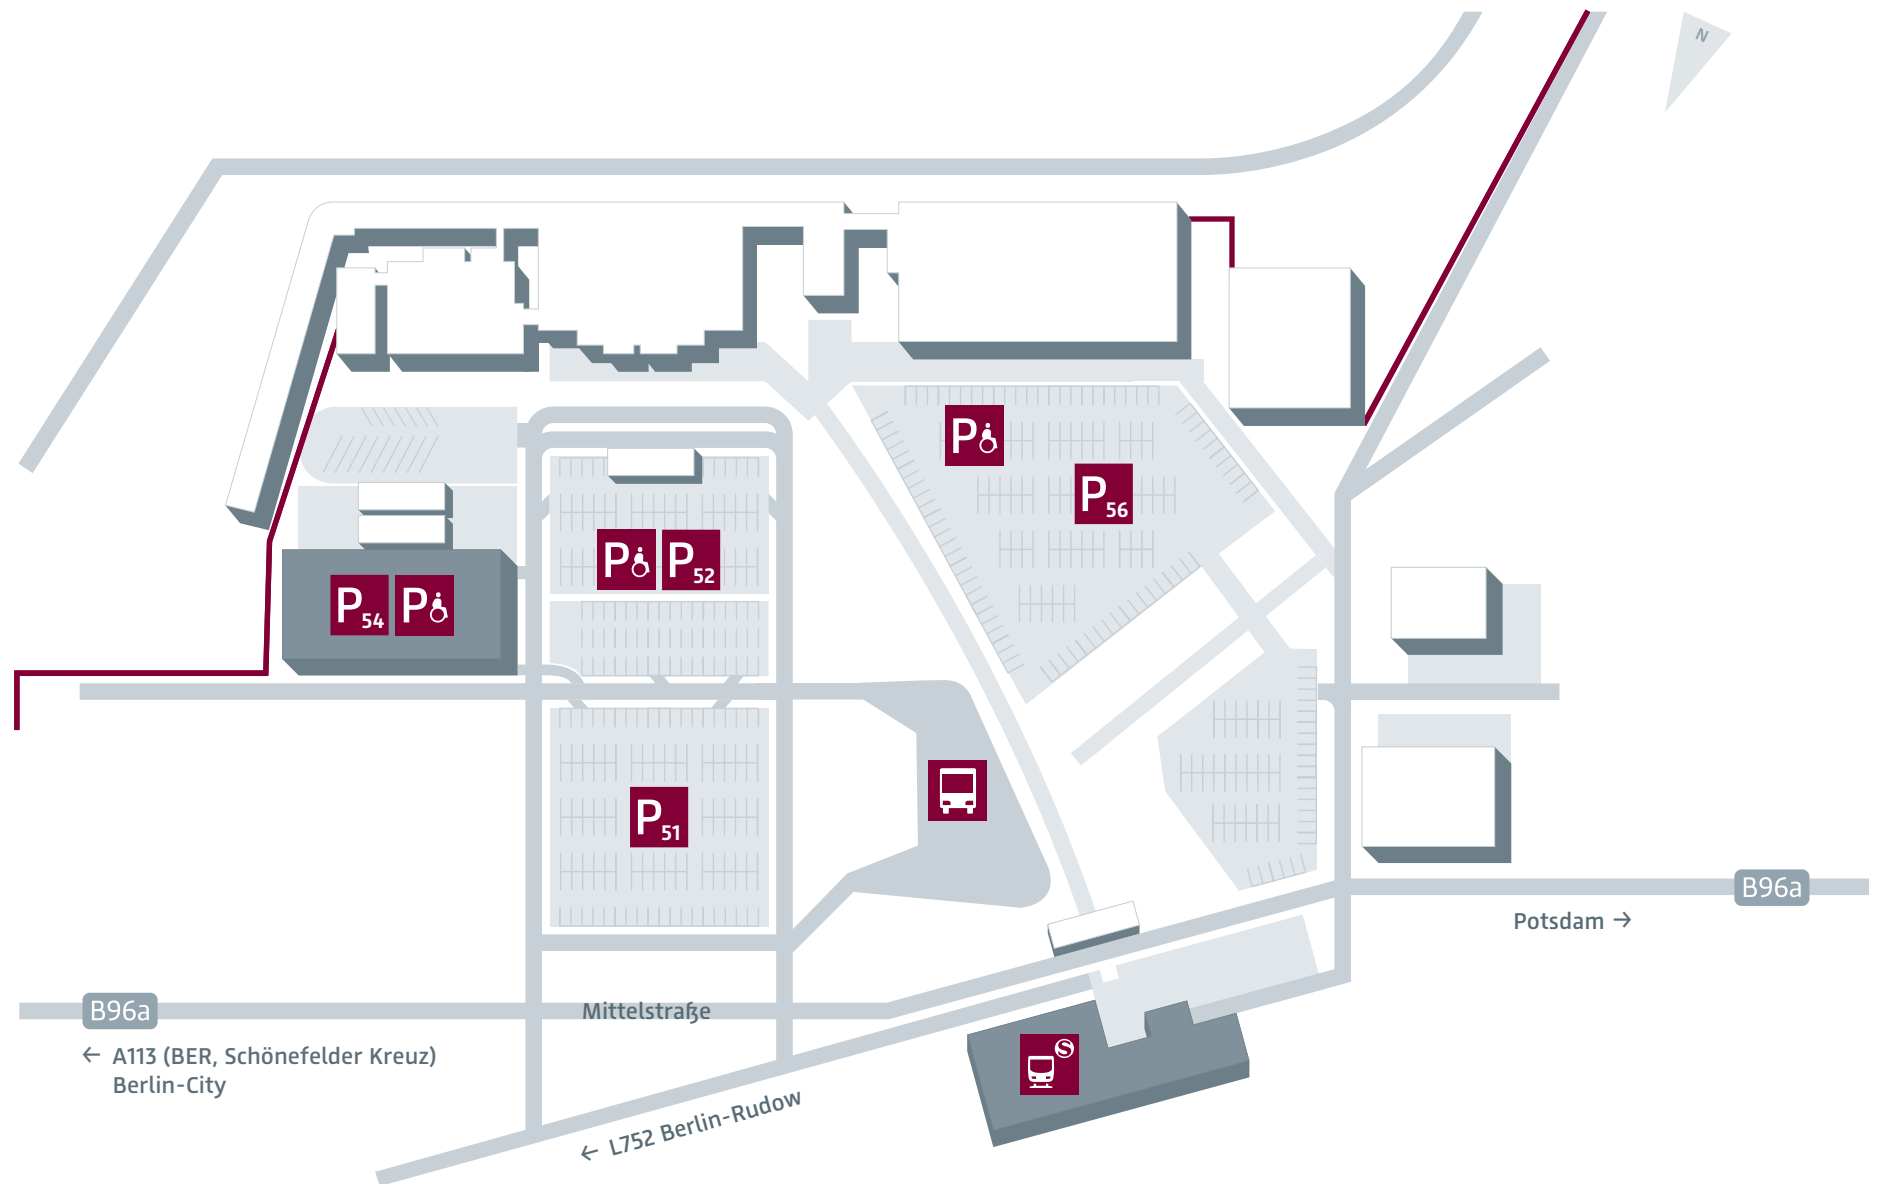 N
P
P56
P P52
P54 P
P51
B96a
Potsdam →
B96a
Mittelstraße
← A113 (BER, Schönefelder Kreuz)
Berlin-City
S
← L752 Berlin-Rudow